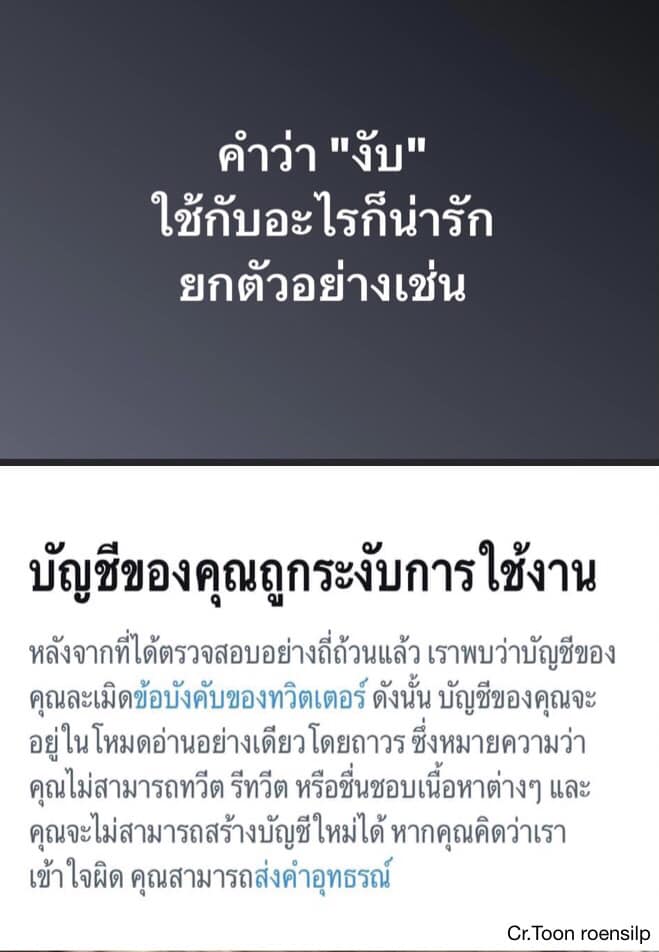 คำว่า "งับ"
ใช้กับอะไรก็น่ารัก
ยกตัวอย่างเช่น
บัญชีของคุณถูกระงับการใช้งาน
หลังจากที่ได้ตรวจสอบอย่างถี่ถ้วนแล้ว เราพบว่าบัญชีของ
คุณละเมิดข้อบังคับของทวิตเตอร์ ดังนั้น บัญชีของคุณจะ
อยู่ในโหมดอ่านอย่างเดียวโดยถาวร ซึ่งหมายความว่า
คุณไม่สามารถทวีต รีทวีต หรือชื่นชอบเนื้อหาต่างๆ และ
คุณจะไม่สามารถสร้างบัญชีใหม่ได้ หากคุณคิดว่าเรา
เข้าใจผิด คุณสามารถส่งคำอุทธรณ์
Cr.Toon roensilp